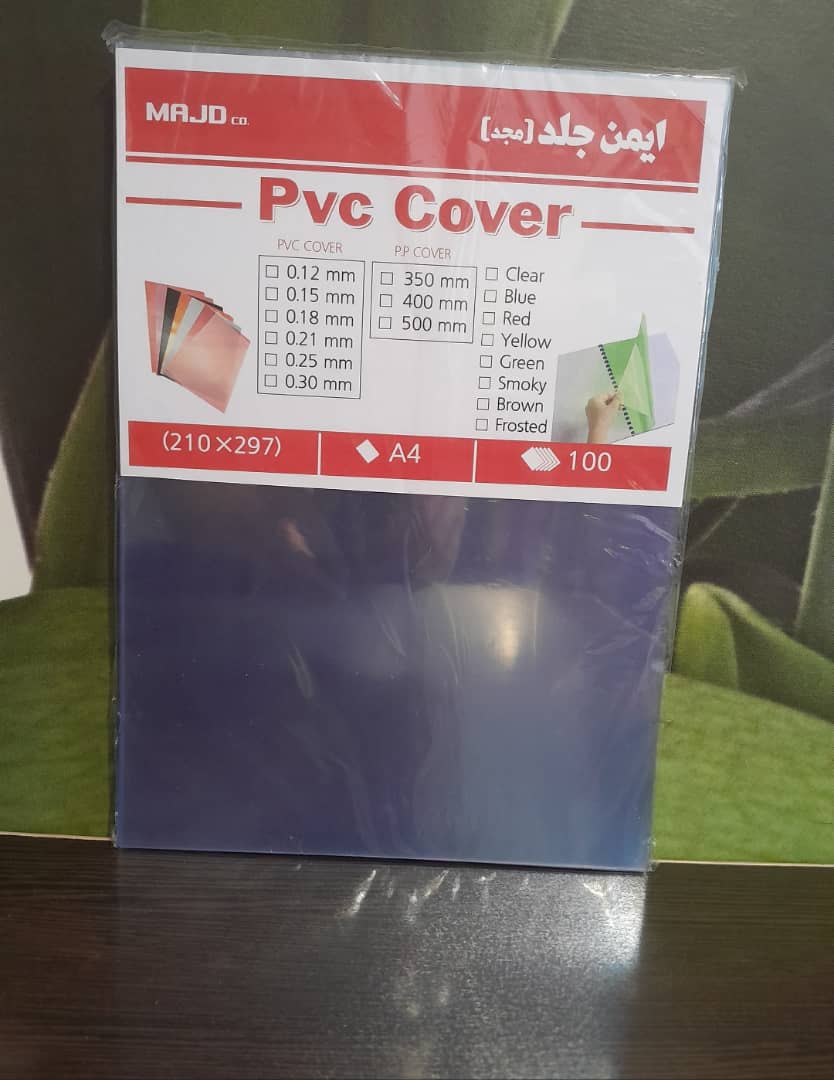 MAJD CO.
ایمن جلد [مجد]
Pvc Cover
PVC COVER
0.12 mm
0.15 mm
0.18 mm
0.21 mm
0.25 mm
0.30 mm
P.P COVER
350 mm
400 mm
500 mm
Clear
Blue
Red
Yellow
Green
Smoky
Brown
Frosted
(210×297)
A4
100